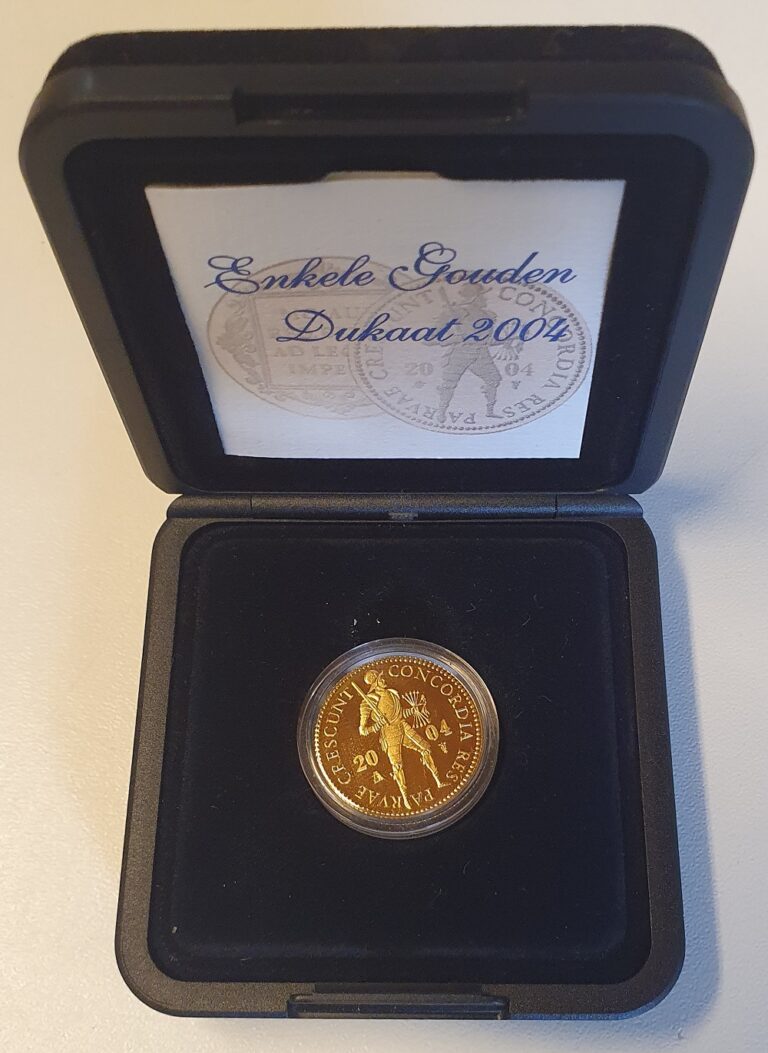 Enkele Gouden
Dukaat 2004
AD LEG
IMPE
CONCORDIA RES PARVAE CRESCUNT
20 04
CONCORDIA RES PARVAE CRESCUNT
20 04